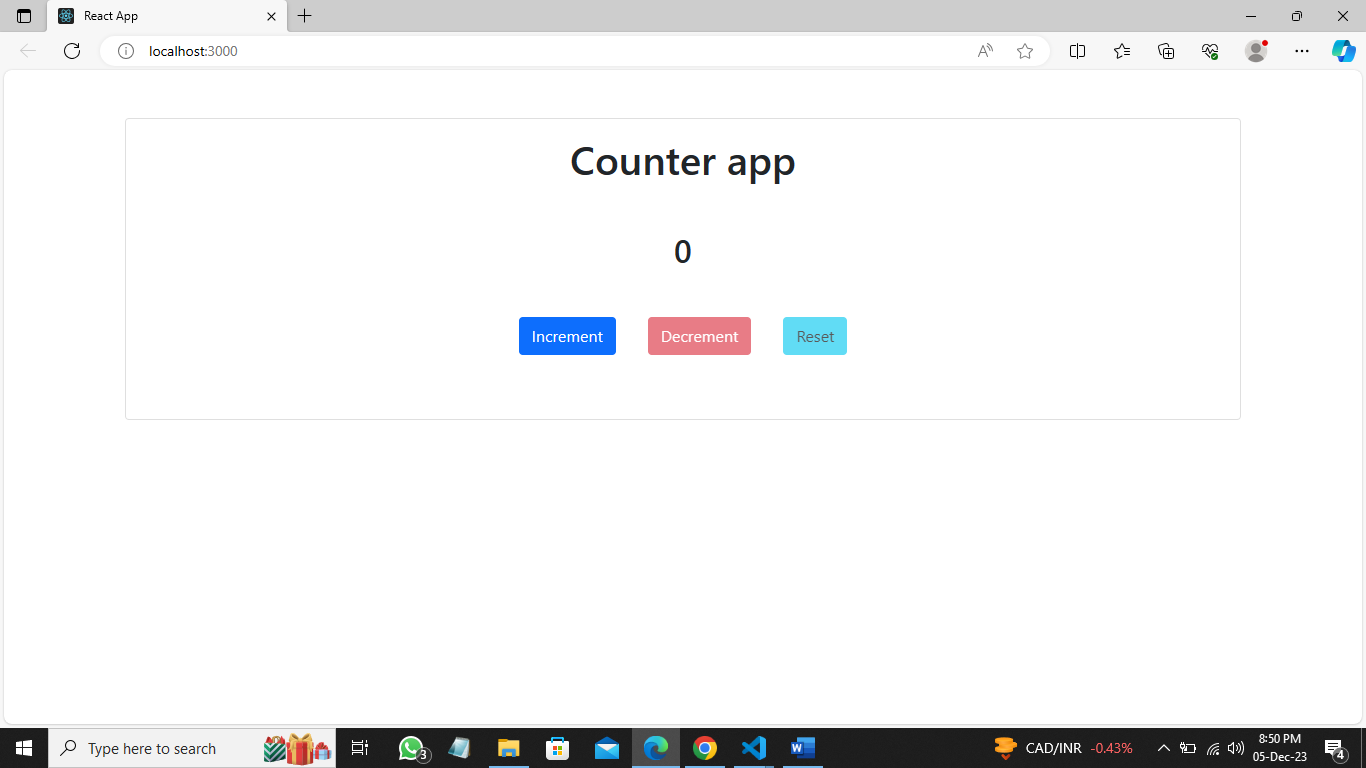 React App
localhost:3000
Counter app
0
Increment Decrement Reset
Type here to search
3
CAD/INR -0.43%
8:50 PM
05-Dec-23
4